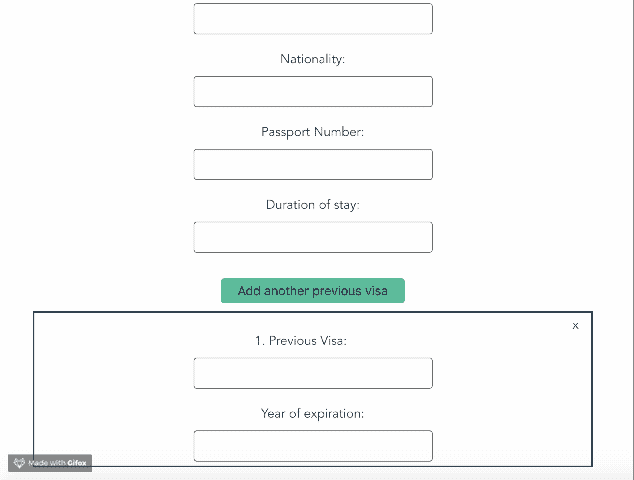 Nationality:
Passport Number:
Duration of stay:
Add another previous visa
x
1. Previous Visa:
Year of expiration:
Made with Gifox